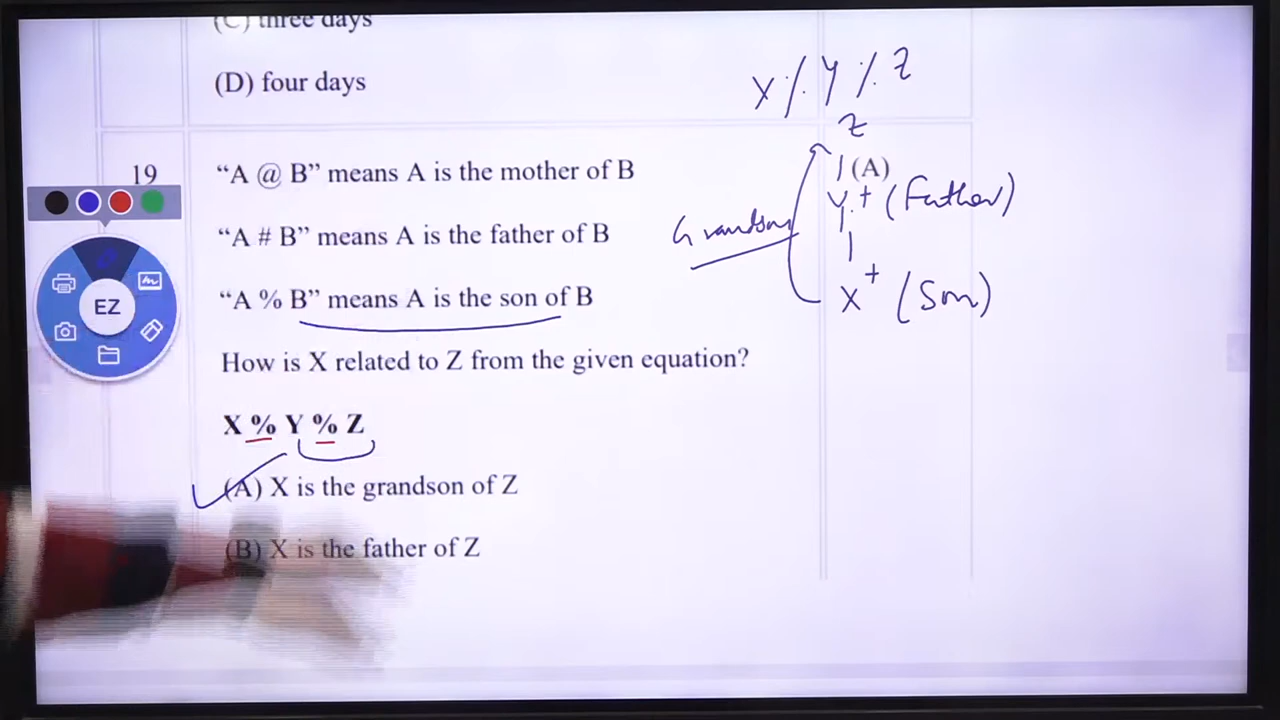 (C) three days
(D) four days
X % Y % Z
Z
19
"A @ B" means A is the mother of B
(A)
Y + (Father)
"A # B" means A is the father of B
Grandson
"A % B" means A is the son of B
X + (Son)
EZ
How is X related to Z from the given equation?
X % Y % Z
(A) X is the grandson of Z
(B) X is the father of Z